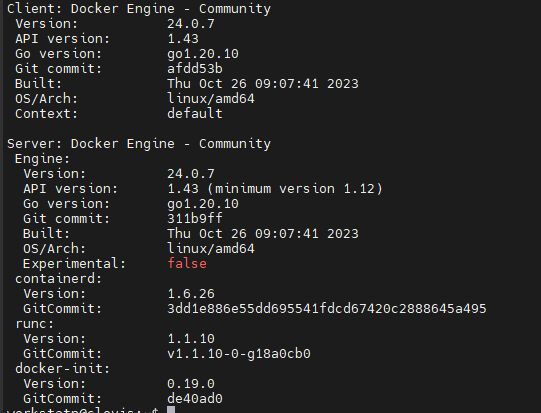 Client: Docker Engine - Community
 Version:           24.0.7
 API version:       1.43
 Go version:        go1.20.10
 Git commit:        afdd53b
 Built:             Thu Oct 26 09:07:41 2023
 OS/Arch:           linux/amd64
 Context:           default

Server: Docker Engine - Community
 Engine:
  Version:          24.0.7
  API version:      1.43 (minimum version 1.12)
  Go version:       go1.20.10
  Git commit:       311b9ff
  Built:            Thu Oct 26 09:07:41 2023
  OS/Arch:          linux/amd64
  Experimental:     false
 containerd:
  Version:          1.6.26
  GitCommit:        3dd1e886e55dd695541fdcd67420c2888645a495
 runc:
  Version:          1.1.10
  GitCommit:        v1.1.10-0-g18a0cb0
 docker-init:
  Version:          0.19.0
  GitCommit:        de40ad0